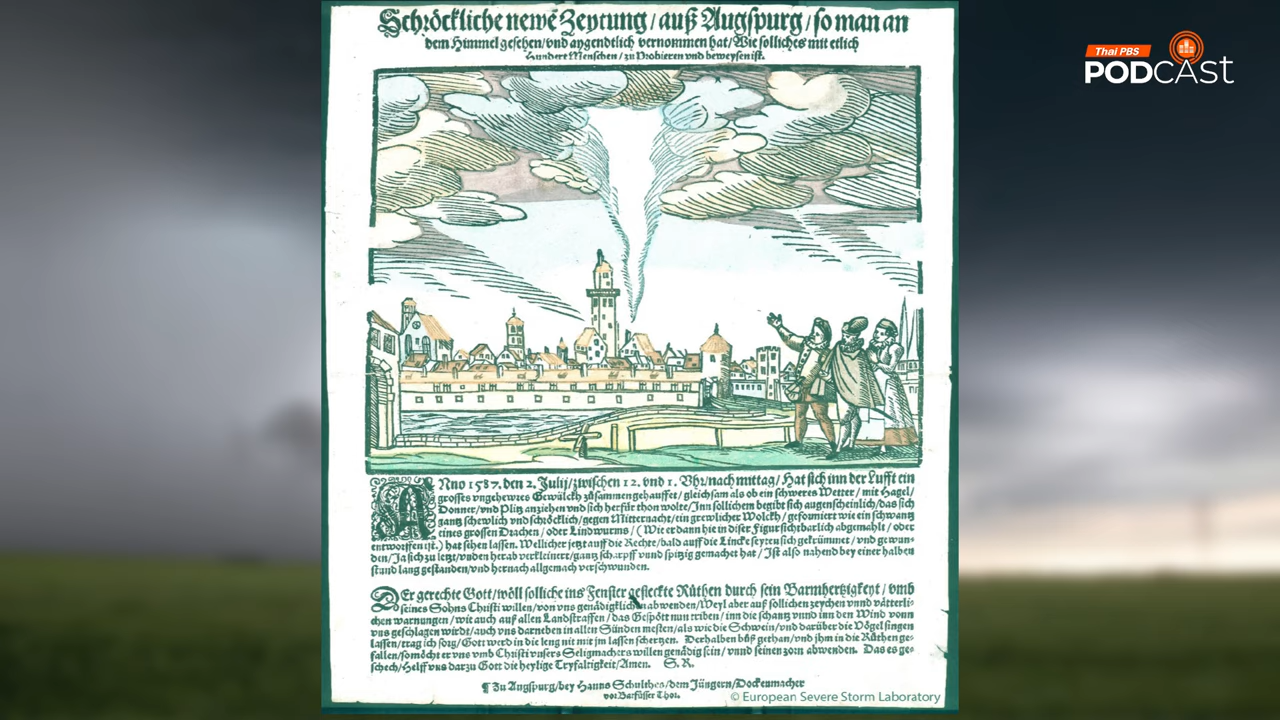 Schröckliche newe Zeytung / auß Augspurg / so man an
dem Himmel gesehen / vnd augendtlich vernommen hat / Wie solliches mit etlich
Hundert Menschen / zu Probieren vnd beweysen ist.
Thai PBS
PODCAST
ANno 1587. den 2. Julij / zwischen 12. vnd 1. Vhr / nach mittag / Hat sich inn der Lufft ein
grosses vngehewres Gewülckh zusammen gehauffet / gleich sam als ob ein schweres Wetter / mit Hagel /
Donner / vnd Plitz anziehen vnd sich herfür thon wolte / Inn sollichem begibt sich augenscheinlich / das sich
gantz schewlich vnd schröcklich / gegen Mitternacht / ein grewlicher Wolckh / geformiert wie ein schwantz
eines grossen Drachen / oder Lindwurms / (Wie er dann hie in diser Figur sichtbarlich abgemahlt / oder
entworffen ist.) hat sehen lassen. Wellicher jetzt auff die Rechte / bald auff die Lincke seyten sich gekrümmet / vnd gewun-
den / Ja sich zu letzt / vnden herab verkleinert / gantz scharpff vnnd spitzig gemachet hat / Ist also nahend bey einer halben
stand lang gestanden / vnd hernach allgemach verschwunden.
DEr gerechte Gott / wöll solliche ins Fenster gesteckte Rüthen durch sein Barmhertzigkeyt / vmb
seines Sohns Christi willen / von vns genädigklich abwenden / Weyl aber auß sollichen zeychen vnnd vätterli-
chen warnungen / wie auch auß allen Landstraffen / das Gespött nun triben / inn die schantz vnnd inn den Wind vonn
vns geschlagen wirdt / auch vns darneben in allen Sünden mesten / als wie die Schwein / vnd darüber die Vögel singen
lassen / trag ich sorg / Gott werd in die leng nit mit jm lassen schertzen. Derhalben büß gethan / vnd jhm in die Rüthen ge-
fallen / so möcht er vns vmb Christi vnsers Seligmachers willen genädig sein / vnnd seinen zorn abwenden. Das es ge-
schech / Helff vns darzu Gott die heylige Tryfaltigkeit / Amen. S. R.
¶ Zu Augspurg / bey Hanns Schultes / dem Jüngern / Dockenmacher
vor Barfüsser Thor.
© European Severe Storm Laboratory